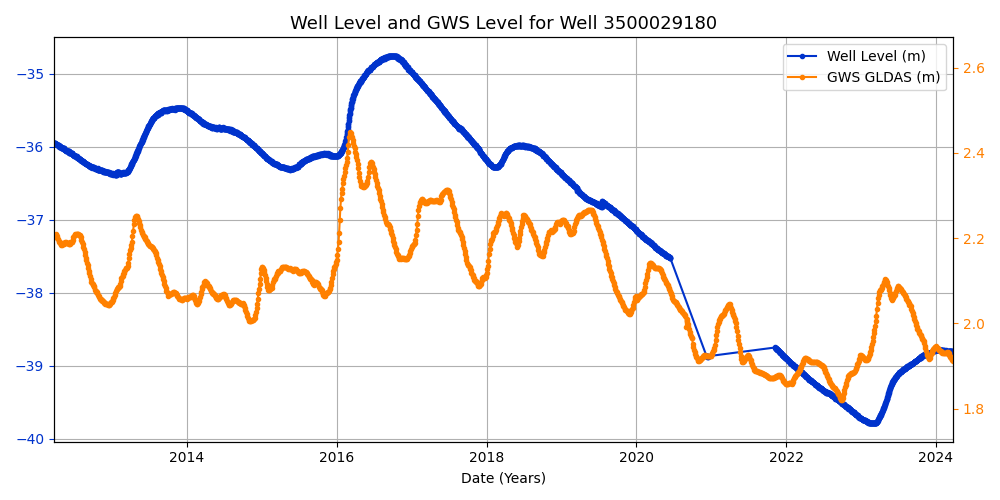 Well Level and GWS Level for Well 3500029180
Well Level (m)
GWS GLDAS (m)
−35
−36
−37
−38
−39
−40
2.6
2.4
2.2
2.0
1.8
2014 2016 2018 2020 2022 2024
Date (Years)